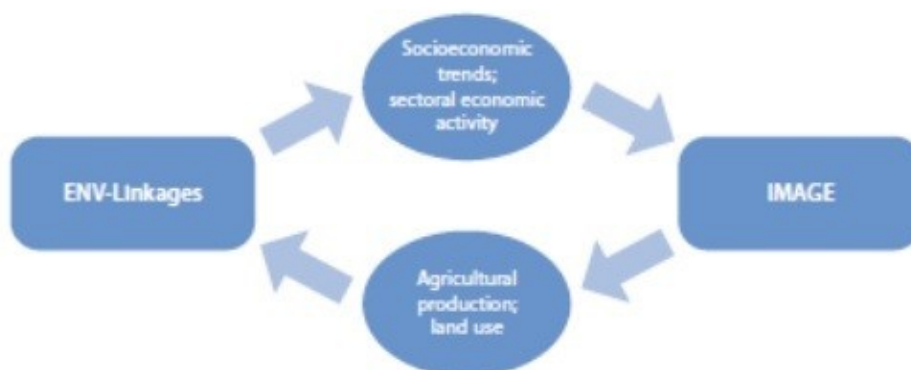 Socioeconomic
trends;
sectoral economic
activity
ENV-Linkages
IMAGE
Agricultural
production;
land use